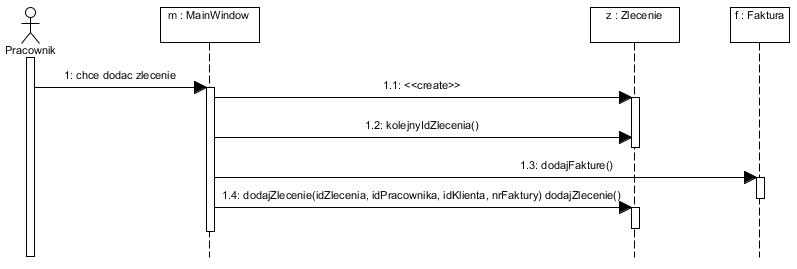 m : MainWindow
z : Zlecenie
f : Faktura
Pracownik
1: chce dodac zlecenie
1.1: <<create>>
1.2: kolejnyIdZlecenia()
1.3: dodajFakture()
1.4: dodajZlecenie(idZlecenia, idPracownika, idKlienta, nrFaktury) dodajZlecenie()